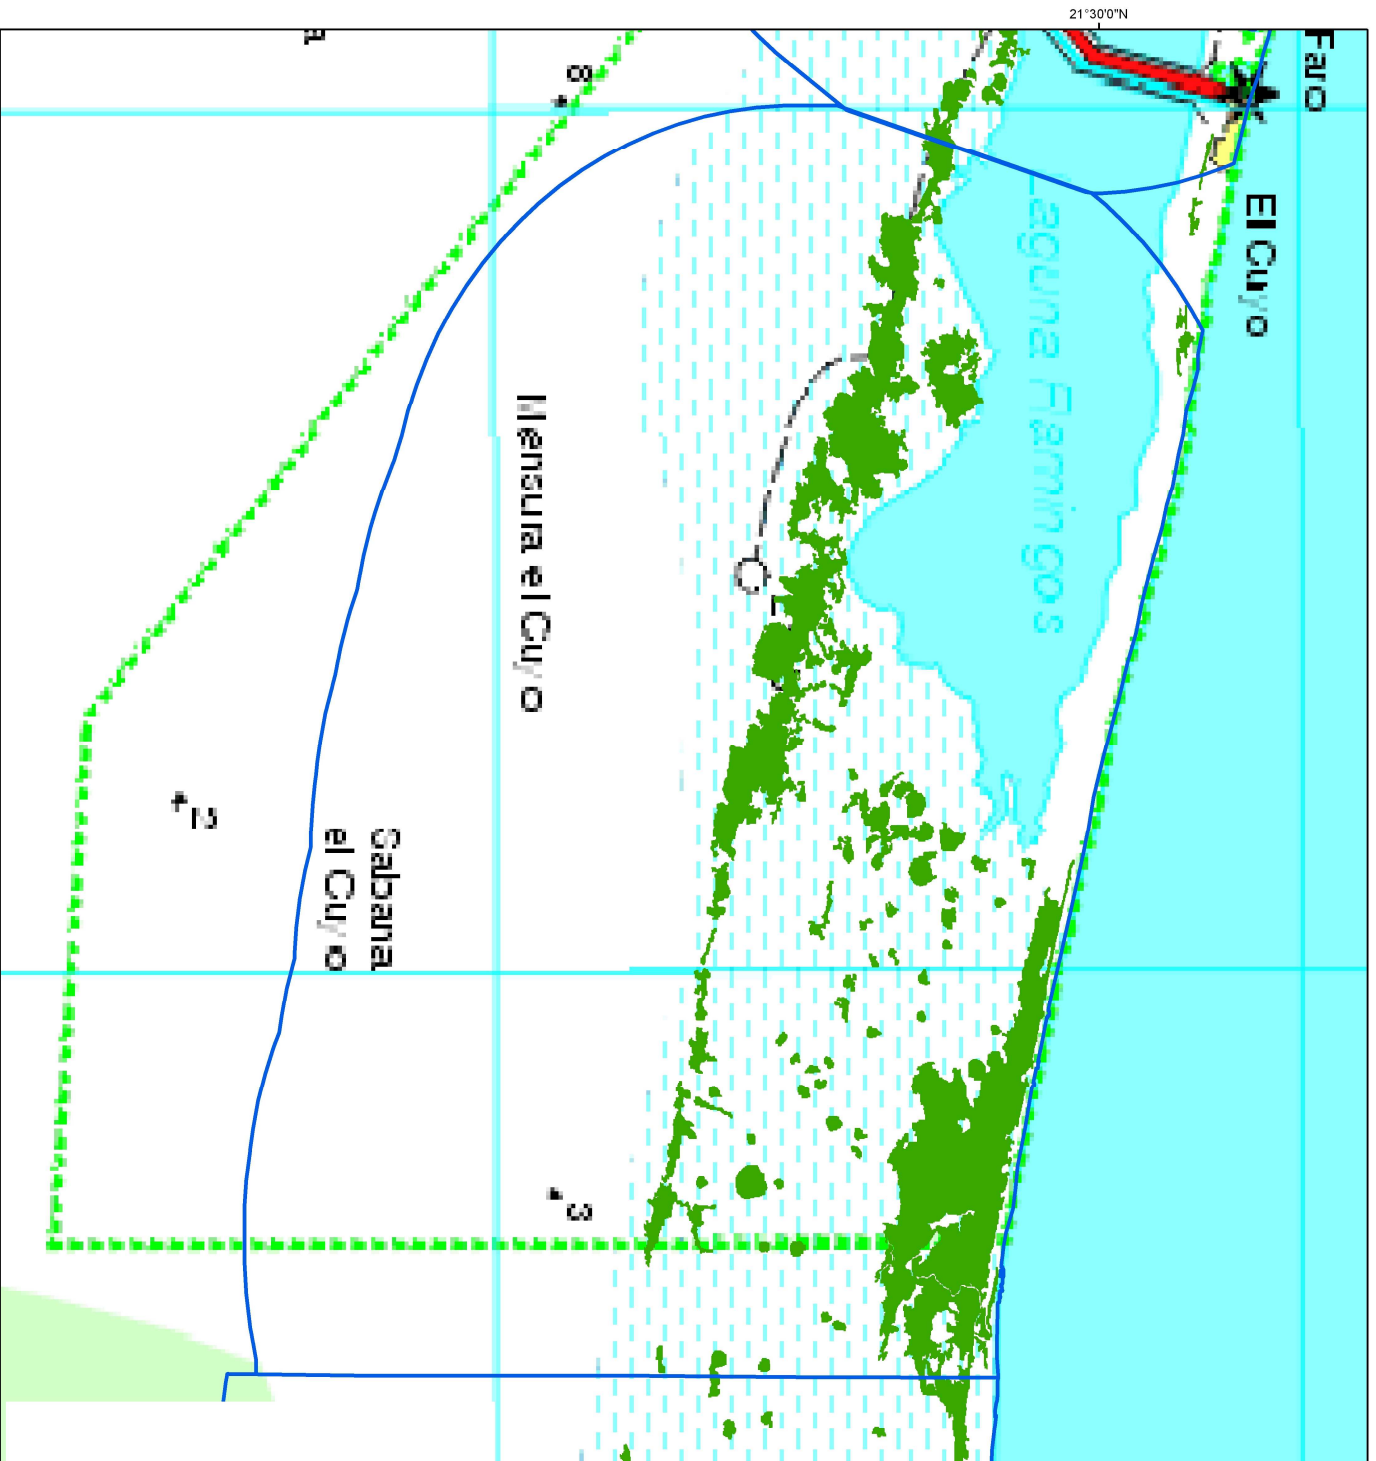 21°30'0"N
Faro
El Cuyo
Laguna Flamingos
8
Mensura el Cuyo
Sabana
el Cuyo
2
3